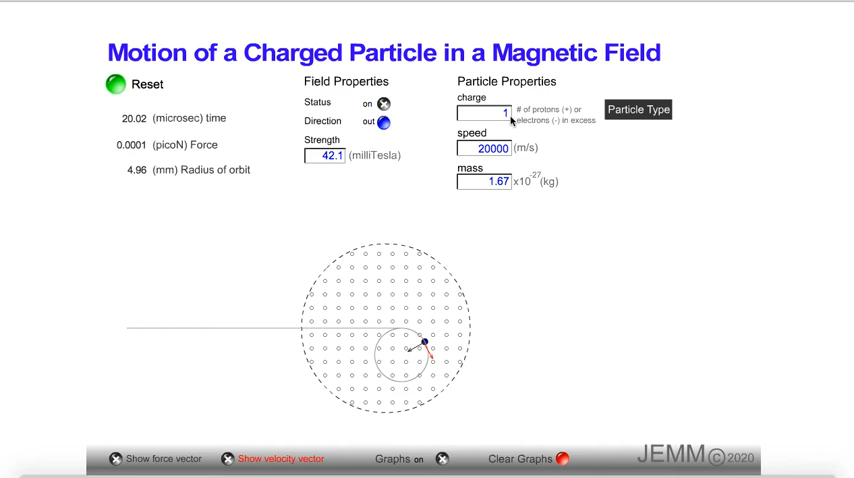 Motion of a Charged Particle in a Magnetic Field
Reset
20.02 (microsec) time
0.0001 (picoN) Force
4.96 (mm) Radius of orbit
Field Properties
Status on
Direction out
Strength
42.1 (milliTesla)
Particle Properties
charge
1 # of protons (+) or
electrons (-) in excess
speed
20000 (m/s)
mass
1.67 x10-27(kg)
Particle Type
Show force vector
Show velocity vector
Graphs on
Clear Graphs
JEMM© 2020